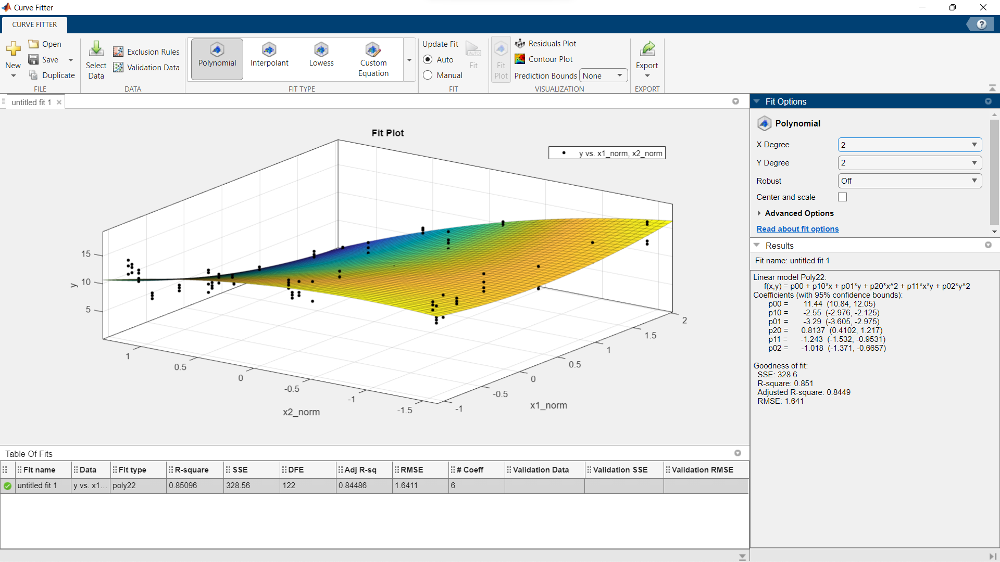 Curve Fitter
CURVE FITTER
New
Open
Save
Duplicate
FILE
Select Data
Exclusion Rules
Validation Data
DATA
Polynomial
Interpolant
Lowess
Custom Equation
FIT TYPE
Update Fit
Auto
Manual
AUTO
Fit
FIT
Fit Plot
Residuals Plot
Contour Plot
Prediction Bounds None
VISUALIZATION
Export
EXPORT
untitled fit 1
Fit Plot
y vs. x1_norm, x2_norm
15
10
5
y
1
0.5
0
-0.5
-1
-1.5
x2_norm
-1
-0.5
0
0.5
1
1.5
2
x1_norm
Fit Options
Polynomial
X Degree 2
Y Degree 2
Robust Off
Center and scale
Advanced Options
Read about fit options
Results
Fit name: untitled fit 1
Linear model Poly22:
f(x,y) = p00 + p10*x + p01*y + p20*x^2 + p11*x*y + p02*y^2
Coefficients (with 95% confidence bounds):
p00 = 11.44 (10.84, 12.05)
p10 = -2.55 (-2.976, -2.125)
p01 = -3.29 (-3.605, -2.975)
p20 = 0.8137 (0.4102, 1.217)
p11 = -1.243 (-1.532, -0.9531)
p02 = -1.018 (-1.371, -0.6657)
Goodness of fit:
SSE: 328.6
R-square: 0.851
Adjusted R-square: 0.8449
RMSE: 1.641
Table Of Fits
Fit name Data Fit type R-square SSE DFE Adj R-sq RMSE # Coeff Validation Data Validation SSE Validation RMSE
untitled fit 1 y vs. x1... poly22 0.85096 328.56 122 0.84486 1.6411 6